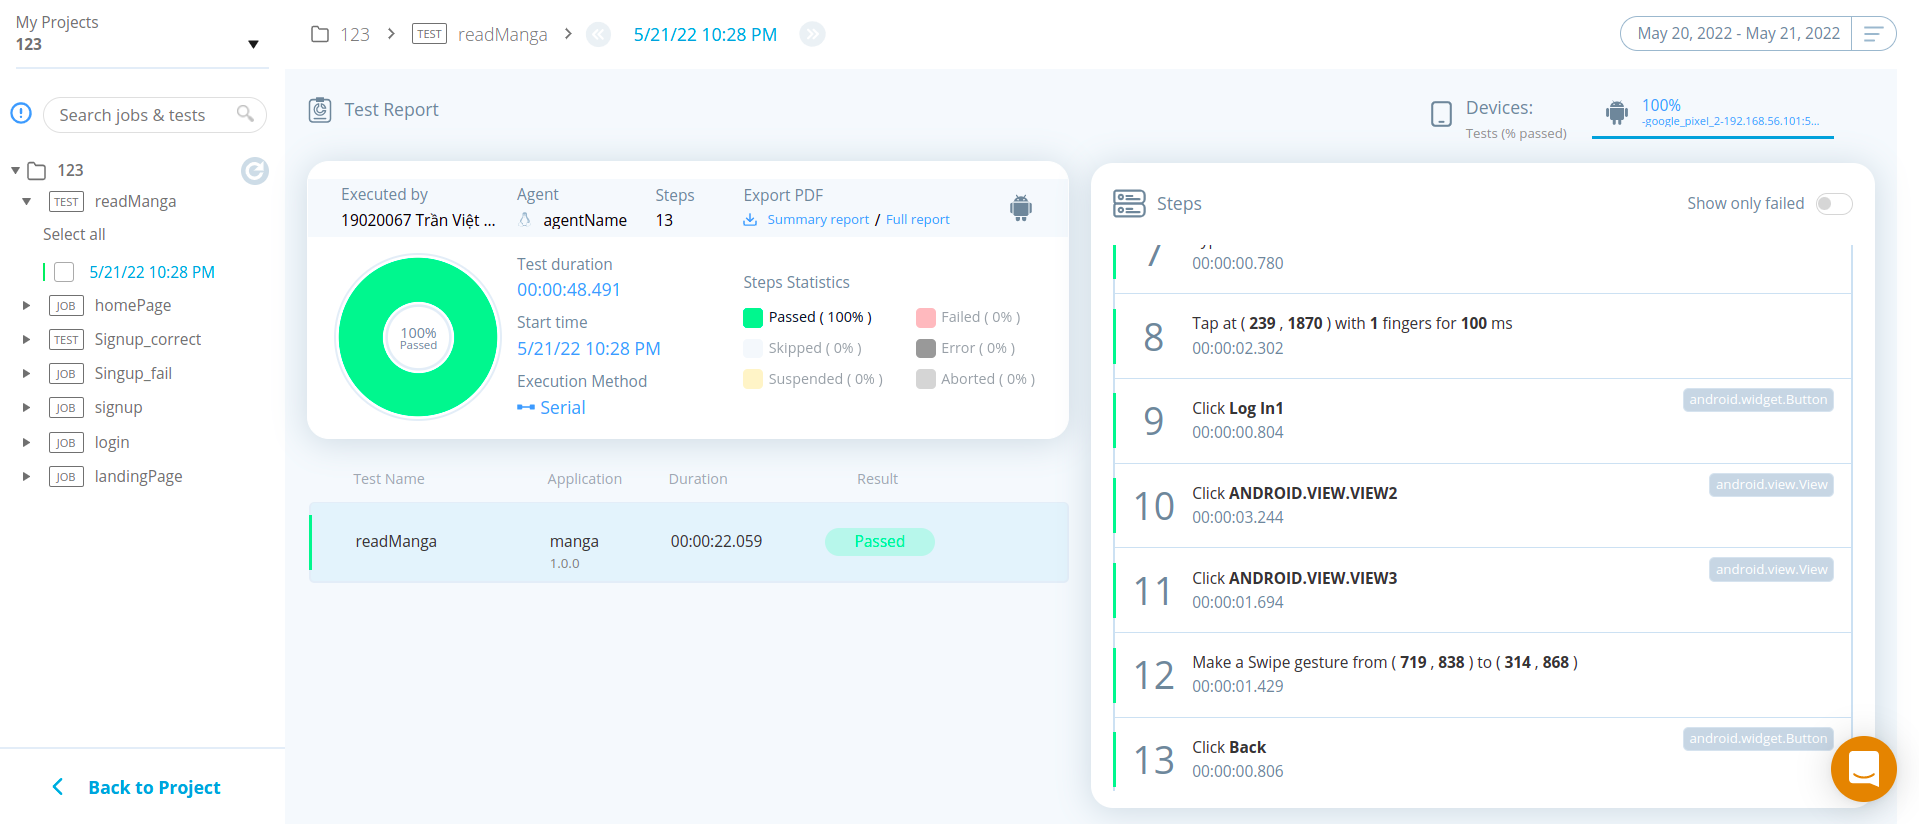 My Projects
123
Search jobs & tests
123
TEST readManga
Select all
5/21/22 10:28 PM
JOB homePage
TEST Signup_correct
JOB Singup_fail
JOB signup
JOB login
JOB landingPage
Back to Project
123 TEST readManga 5/21/22 10:28 PM
May 20, 2022 - May 21, 2022
Test Report
Devices:
Tests (% passed)
100%
-google_pixel_2-192.168.56.101:5...
Executed by
19020067 Trần Việt ...
Agent
agentName
Steps
13
Export PDF
Summary report / Full report
100%
Passed
Test duration
00:00:48.491
Start time
5/21/22 10:28 PM
Execution Method
Serial
Steps Statistics
Passed ( 100% )
Failed ( 0% )
Skipped ( 0% )
Error ( 0% )
Suspended ( 0% )
Aborted ( 0% )
Test Name Application Duration Result
readManga manga 00:00:22.059 Passed
1.0.0
Steps
Show only failed
7
00:00:00.780
8 Tap at ( 239 , 1870 ) with 1 fingers for 100 ms
00:00:02.302
9 Click Log In1
android.widget.Button
00:00:00.804
10 Click ANDROID.VIEW.VIEW2
android.view.View
00:00:03.244
11 Click ANDROID.VIEW.VIEW3
android.view.View
00:00:01.694
12 Make a Swipe gesture from ( 719 , 838 ) to ( 314 , 868 )
00:00:01.429
13 Click Back
android.widget.Button
00:00:00.806